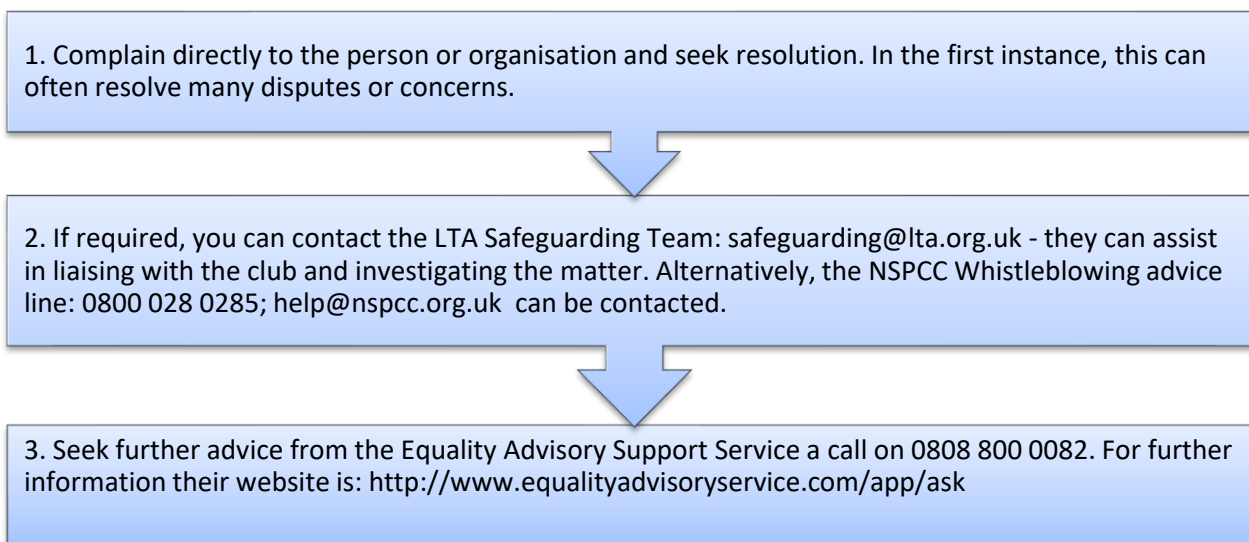 1. Complain directly to the person or organisation and seek resolution. In the first instance, this can
often resolve many disputes or concerns.
2. If required, you can contact the LTA Safeguarding Team: safeguarding@lta.org.uk - they can assist
in liaising with the club and investigating the matter. Alternatively, the NSPCC Whistleblowing advice
line: 0800 028 0285; help@nspcc.org.uk can be contacted.
3. Seek further advice from the Equality Advisory Support Service a call on 0808 800 0082. For further
information their website is: http://www.equalityadvisoryservice.com/app/ask